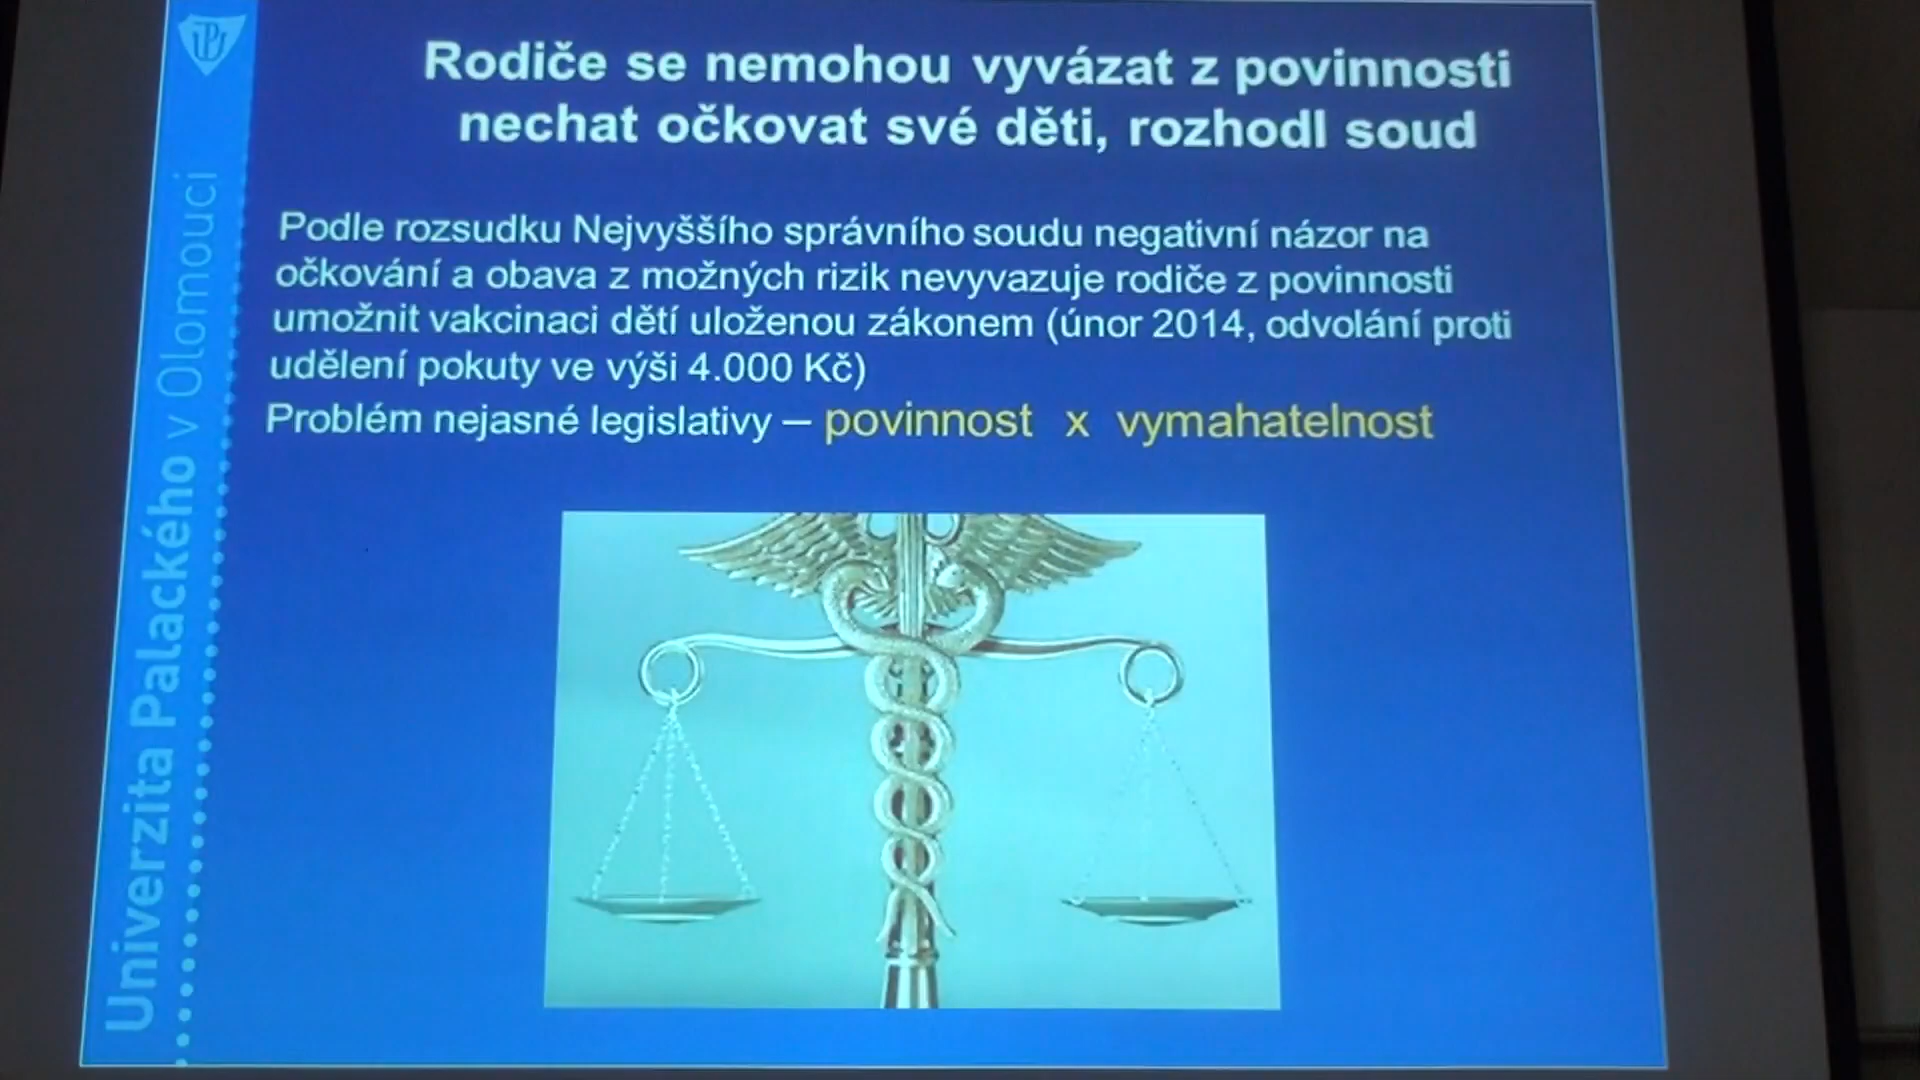 Rodiče se nemohou vyvázat z povinnosti
nechat očkovat své děti, rozhodl soud
Podle rozsudku Nejvyššího správního soudu negativní názor na
očkování a obava z možných rizik nevyvazuje rodiče z povinnosti
umožnit vakcinaci dětí uloženou zákonem (únor 2014, odvolání proti
udělení pokuty ve výši 4.000 Kč)
Problém nejasné legislativy – povinnost x vymahatelnost
Univerzita Palackého v Olomouci